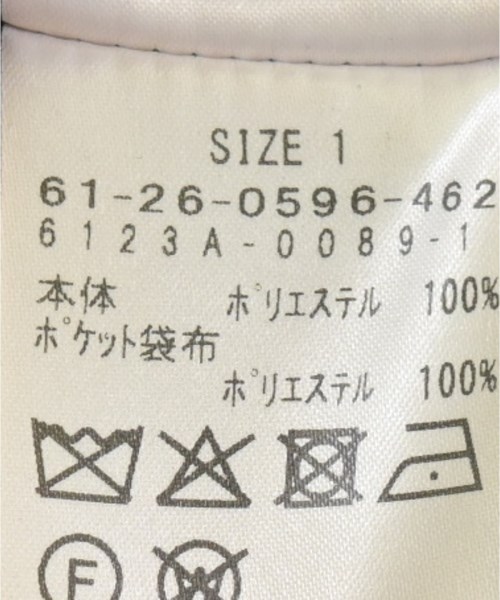 SIZE 1
61-26-0596-462
6123A-0089-1
本体 ポリエステル 100%
ポケット袋布
ポリエステル 100%
F
W